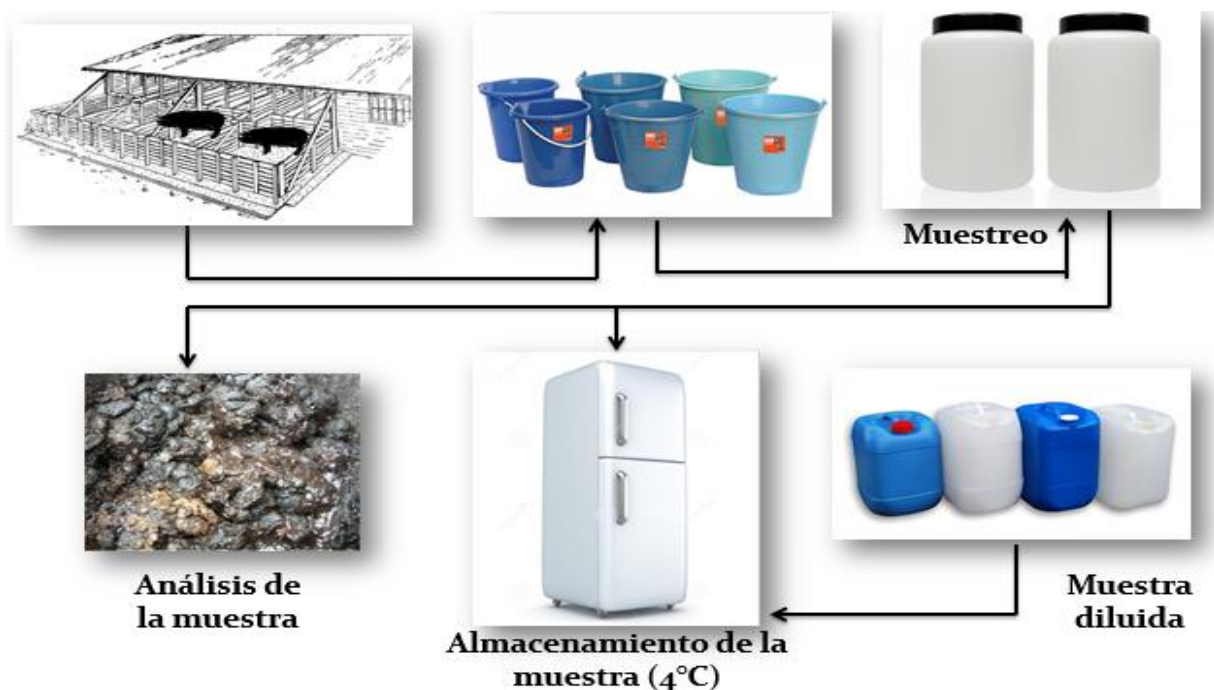 Muestreo
Análisis de
la muestra
Almacenamiento de la
muestra (4°C)
Muestra
diluida